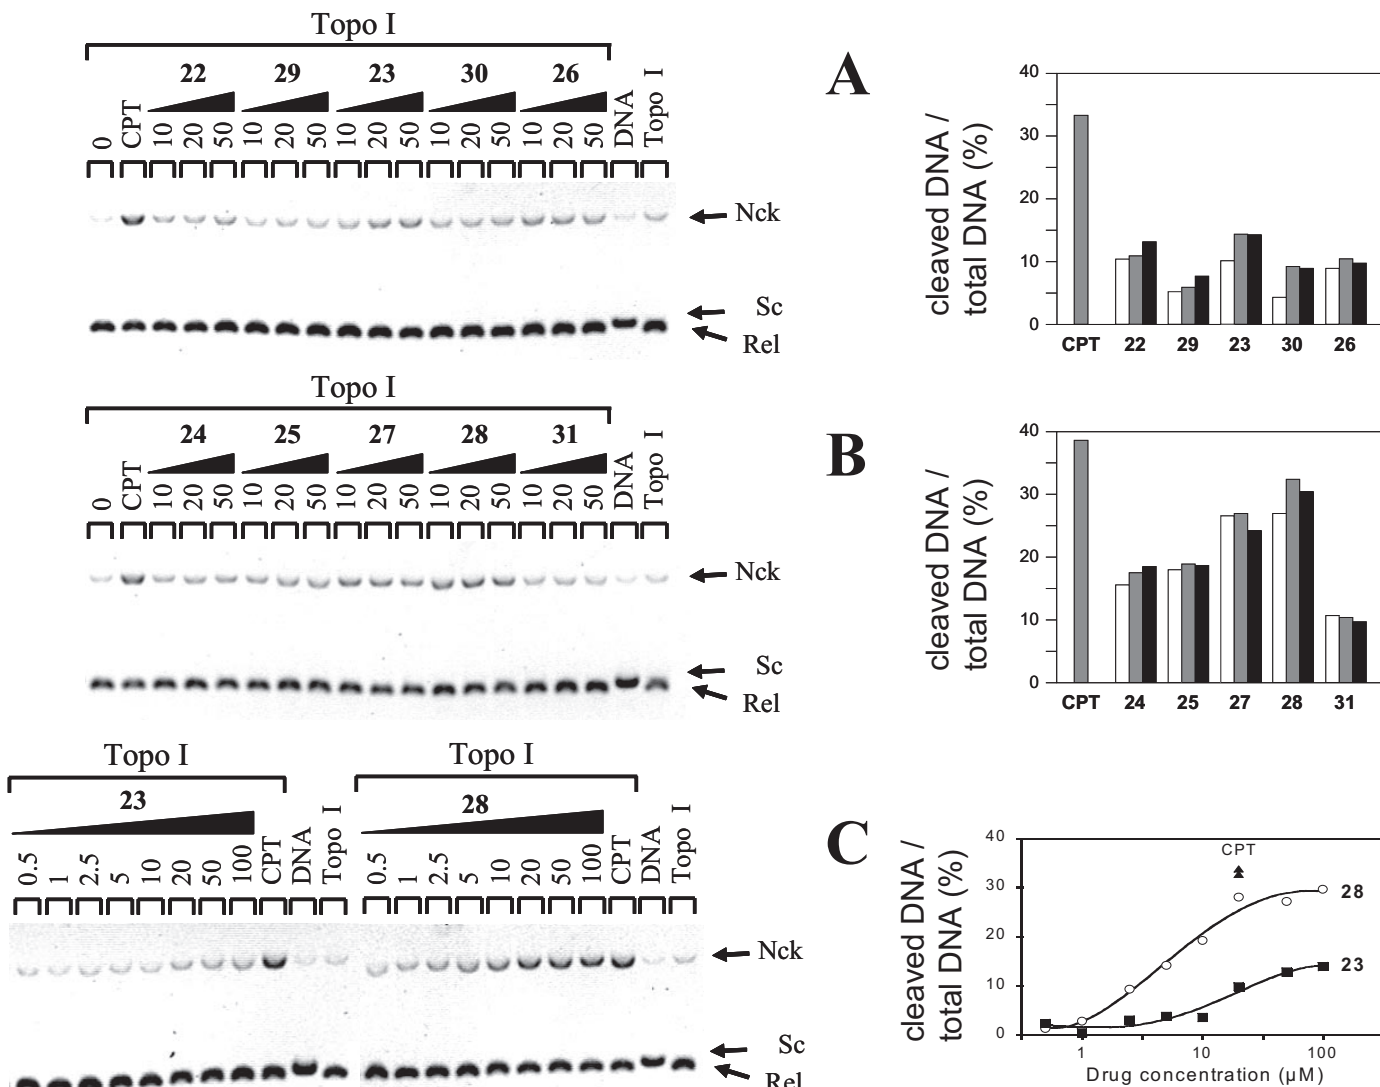 Topo I
22 29 23 30 26
0 CPT 10 20 50 10 20 50 10 20 50 10 20 50 10 20 50 DNA Topo I
Nck
Sc
Rel
A
cleaved DNA /
total DNA (%)
40
30
20
10
0
CPT 22 29 23 30 26
Topo I
24 25 27 28 31
0 CPT 10 20 50 10 20 50 10 20 50 10 20 50 10 20 50 DNA Topo I
Nck
Sc
Rel
B
cleaved DNA /
total DNA (%)
40
30
20
10
0
CPT 24 25 27 28 31
Topo I
23
0.5 1 2.5 5 10 20 50 100 CPT DNA Topo I
Topo I
28
0.5 1 2.5 5 10 20 50 100 CPT DNA Topo I
Nck
Sc
Rel
C
cleaved DNA /
total DNA (%)
40
30
20
10
0
CPT
28
23
1 10 100
Drug concentration (µM)